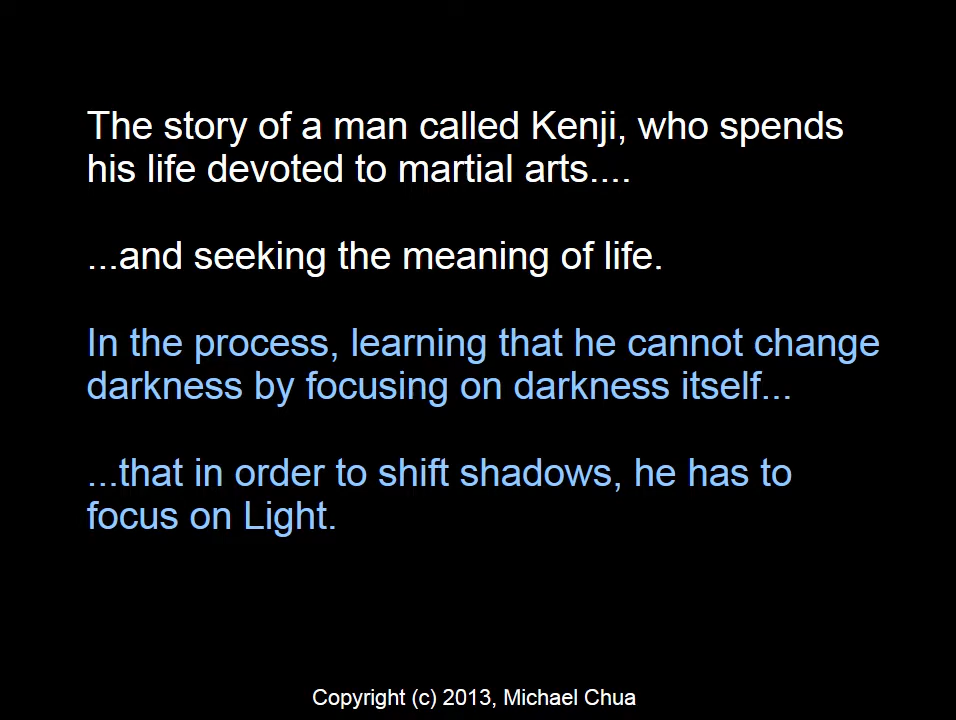 The story of a man called Kenji, who spends
his life devoted to martial arts....
...and seeking the meaning of life.
In the process, learning that he cannot change
darkness by focusing on darkness itself...
...that in order to shift shadows, he has to
focus on Light.
Copyright (c) 2013, Michael Chua